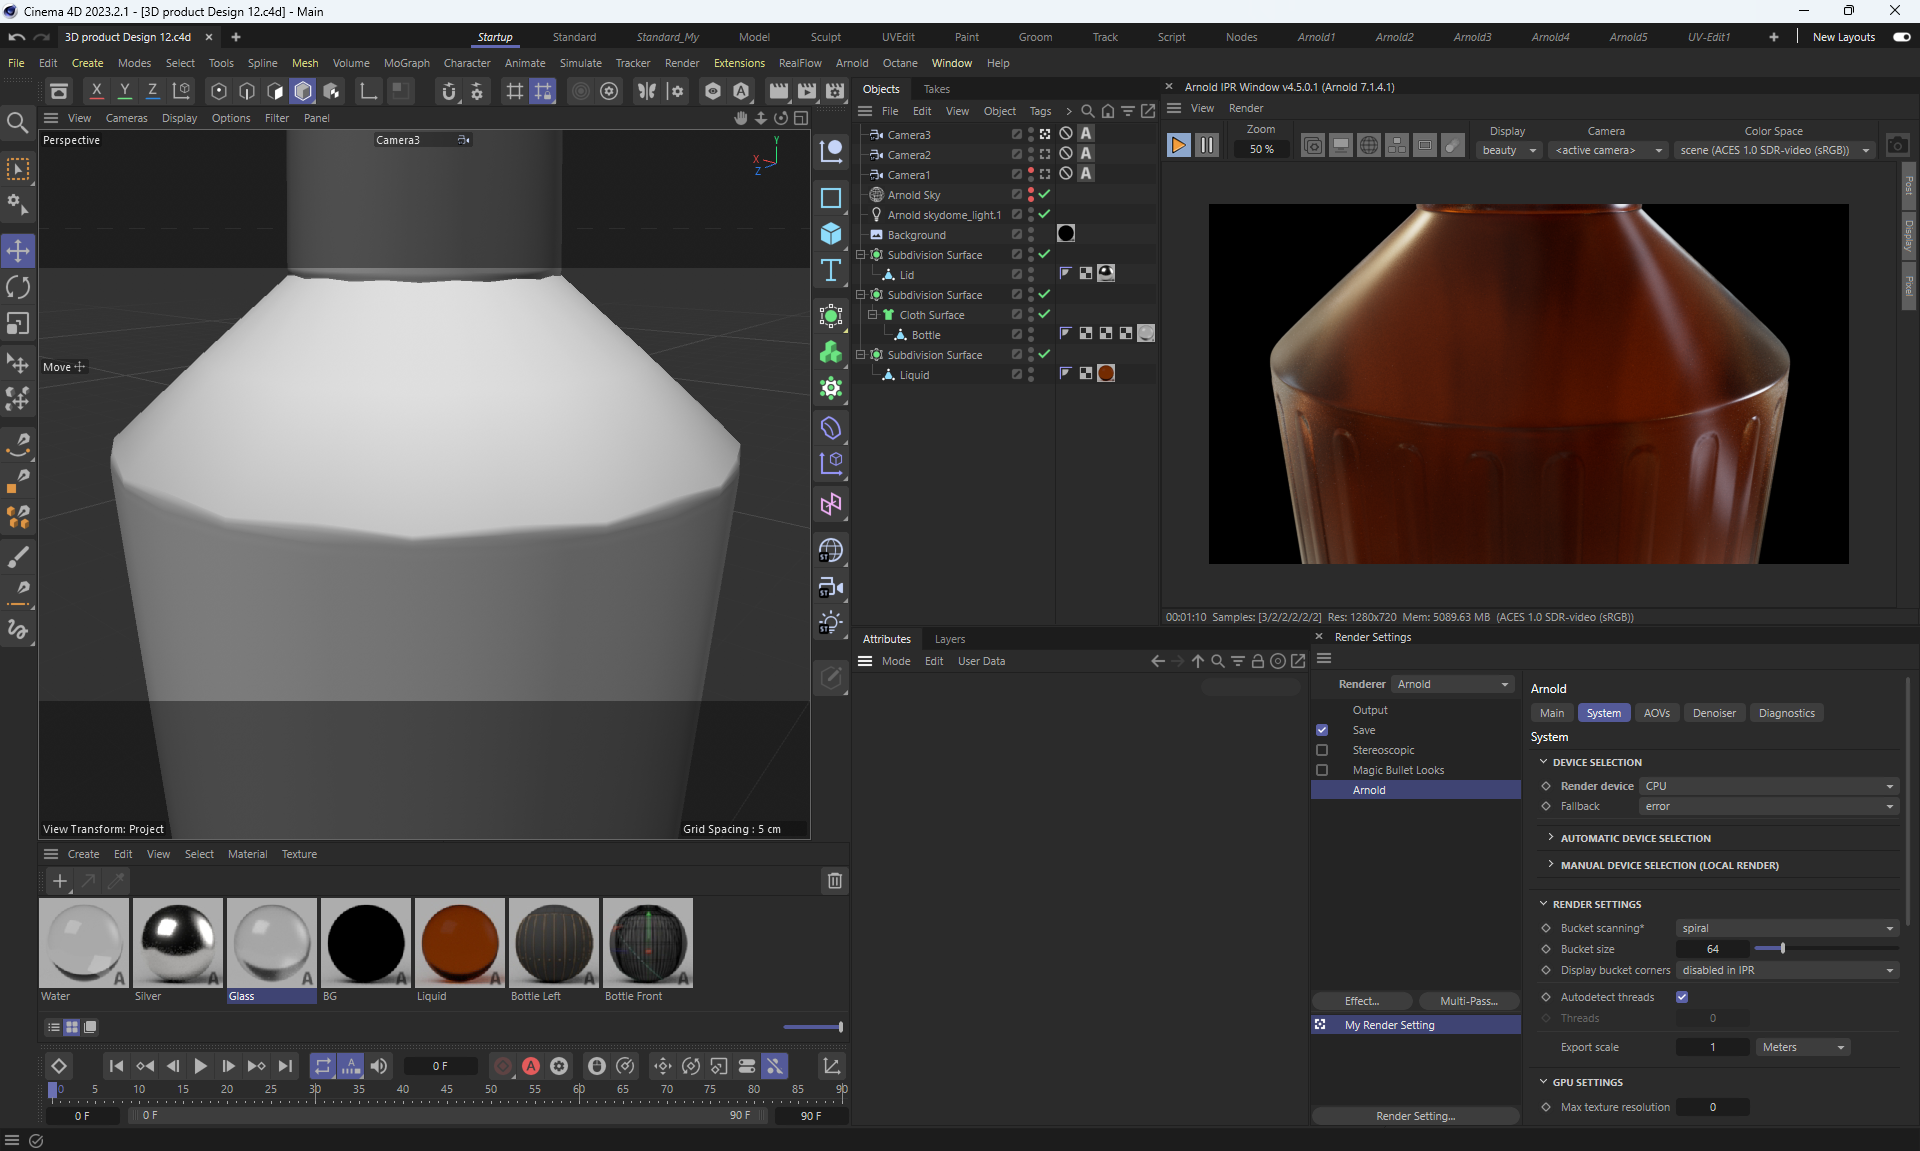 Cinema 4D 2023.2.1 - [3D product Design 12.c4d] - Main
3D product Design 12.c4d
Startup Standard Standard_My Model Sculpt UVEdit Paint Groom Track Script Nodes Arnold1 Arnold2 Arnold3 Arnold4 Arnold5 UV-Edit1 New Layouts
File Edit Create Modes Select Tools Spline Mesh Volume MoGraph Character Animate Simulate Tracker Render Extensions RealFlow Arnold Octane Window Help
X Y Z
View Cameras Display Options Filter Panel
Perspective
Camera3
Y
X
Z
Move
View Transform: Project
Grid Spacing : 5 cm
Objects Takes
File Edit View Object Tags
Camera3
Camera2
Camera1
Arnold Sky
Arnold skydome_light.1
Background
Subdivision Surface
Lid
Subdivision Surface
Cloth Surface
Bottle
Subdivision Surface
Liquid
Arnold IPR Window v4.5.0.1 (Arnold 7.1.4.1)
View Render
Zoom Display Camera Color Space
50 % beauty <active camera> scene (ACES 1.0 SDR-video (sRGB))
Post
Display
Pixel
00:01:10 Samples: [3/2/2/2/2/2] Res: 1280x720 Mem: 5089.63 MB (ACES 1.0 SDR-video (sRGB))
Attributes Layers
Mode Edit User Data
Render Settings
Renderer Arnold
Output
Save
Stereoscopic
Magic Bullet Looks
Arnold
Effect... Multi-Pass...
My Render Setting
Render Setting...
Arnold
Main System AOVs Denoiser Diagnostics
System
DEVICE SELECTION
Render device CPU
Fallback error
AUTOMATIC DEVICE SELECTION
MANUAL DEVICE SELECTION (LOCAL RENDER)
RENDER SETTINGS
Bucket scanning* spiral
Bucket size 64
Display bucket corners disabled in IPR
Autodetect threads
Threads 0
Export scale 1 Meters
GPU SETTINGS
Max texture resolution 0
Create Edit View Select Material Texture
Water Silver Glass BG Liquid Bottle Left Bottle Front
0 F
0 5 10 15 20 25 30 35 40 45 50 55 60 65 70 75 80 85 90
0 F 0 F 90 F 90 F